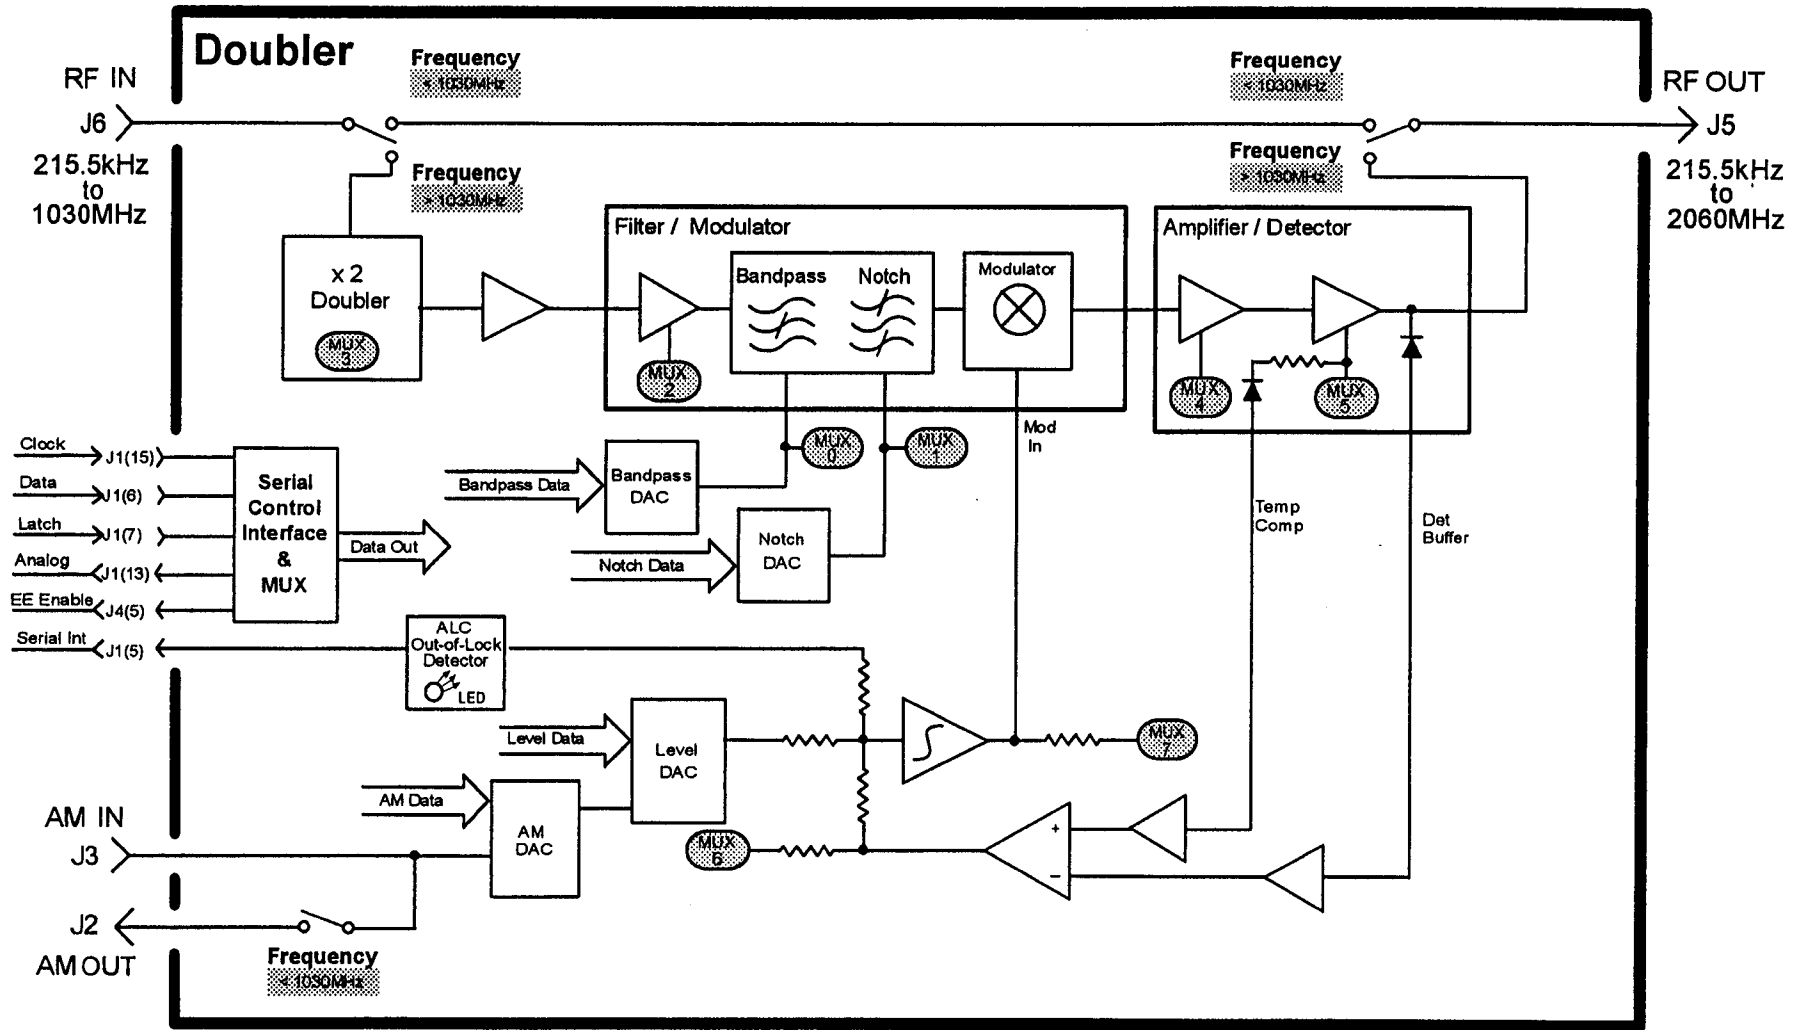 Doubler
Frequency
< 1030MHz
Frequency
< 1030MHz
RF IN
J6
215.5kHz
to
1030MHz
RF OUT
J5
215.5kHz
to
2060MHz
Frequency
> 1030MHz
Frequency
> 1030MHz
x 2
Doubler
MUX
3
Filter / Modulator
MUX
2
Bandpass
Notch
Modulator
Amplifier / Detector
MUX
4
MUX
5
MUX
0
MUX
1
Mod
In
Clock
J1(15)
Data
J1(6)
Latch
J1(7)
Analog
J1(13)
EE Enable
J4(5)
Serial Int
J1(5)
Serial
Control
Interface
&
MUX
Data Out
Bandpass Data
Bandpass
DAC
Notch Data
Notch
DAC
Temp
Comp
Det
Buffer
ALC
Out-of-Lock
Detector
LED
Level Data
Level
DAC
MUX
7
AM Data
AM
DAC
MUX
6
+
−
AM IN
J3
J2
AM OUT
Frequency
< 1030MHz